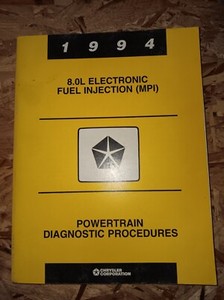 1994
8.0L ELECTRONIC
FUEL INJECTION (MPI)
POWERTRAIN
DIAGNOSTIC PROCEDURES
CHRYSLER
CORPORATION